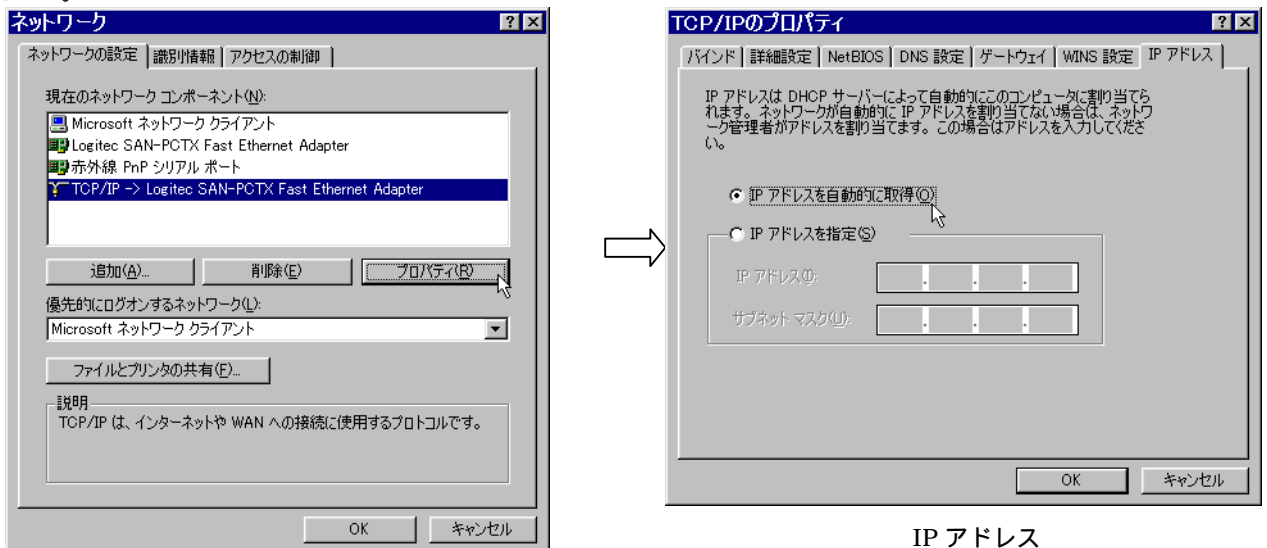 ネットワーク
ネットワークの設定 識別情報 アクセスの制御
現在のネットワーク コンポーネント(N):
Microsoft ネットワーク クライアント
Logitec SAN-PCTX Fast Ethernet Adapter
赤外線 PnP シリアル ポート
TCP/IP -> Logitec SAN-PCTX Fast Ethernet Adapter
追加(A)... 削除(E) プロパティ(R)
優先的にログオンするネットワーク(L):
Microsoft ネットワーク クライアント
ファイルとプリンタの共有(F)...
説明
TCP/IP は、インターネットや WAN への接続に使用するプロトコルです。
OK キャンセル
TCP/IPのプロパティ
バインド 詳細設定 NetBIOS DNS 設定 ゲートウェイ WINS 設定 IP アドレス
IP アドレスは DHCP サーバーによって自動的にこのコンピュータに割り当てら
れます。ネットワークが自動的に IP アドレスを割り当てない場合は、ネットワ
ーク管理者がアドレスを割り当てます。この場合はアドレスを入力してくださ
い。
IP アドレスを自動的に取得(O)
IP アドレスを指定(S)
IP アドレス(I):
サブネット マスク(U):
OK キャンセル
IP アドレス